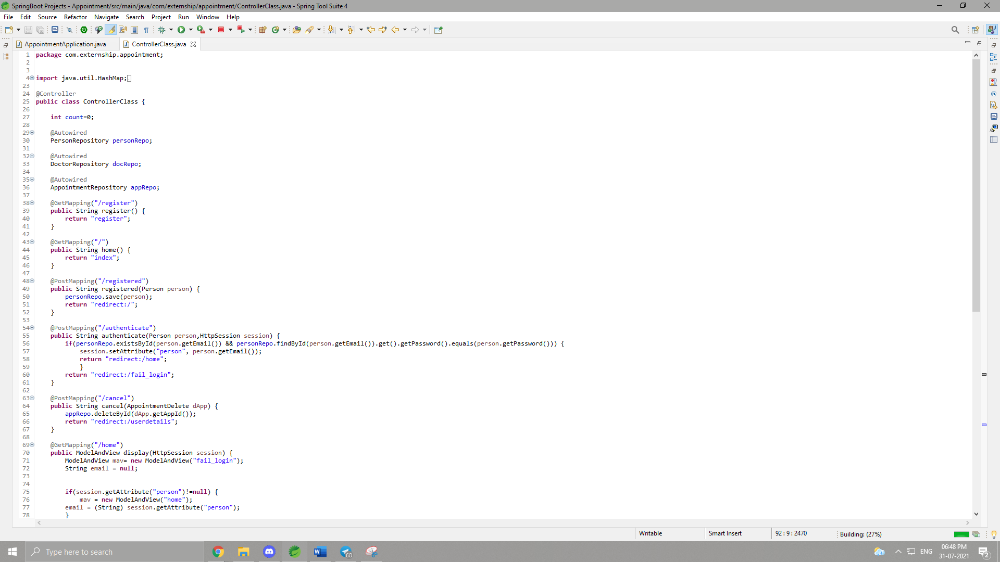 SpringBoot Projects - Appointment/src/main/java/com/externship/appointment/ControllerClass.java - Spring Tool Suite 4
File Edit Source Refactor Navigate Search Project Run Window Help
AppointmentApplication.java ControllerClass.java
1 package com.externship.appointment;
2
3
4 import java.util.HashMap;
23
24 @Controller
25 public class ControllerClass {
26
27 int count=0;
28
29 @Autowired
30 PersonRepository personRepo;
31
32 @Autowired
33 DoctorRepository docRepo;
34
35 @Autowired
36 AppointmentRepository appRepo;
37
38 @GetMapping("/register")
39 public String register() {
40 return "register";
41 }
42
43 @GetMapping("/")
44 public String home() {
45 return "index";
46 }
47
48 @PostMapping("/registered")
49 public String registered(Person person) {
50 personRepo.save(person);
51 return "redirect:/";
52 }
53
54 @PostMapping("/authenticate")
55 public String authenticate(Person person,HttpSession session) {
56 if(personRepo.existsById(person.getEmail()) && personRepo.findById(person.getEmail()).get().getPassword().equals(person.getPassword())) {
57 session.setAttribute("person", person.getEmail());
58 return "redirect:/home";
59 }
60 return "redirect:/fail_login";
61 }
62
63 @PostMapping("/cancel")
64 public String cancel(AppointmentDelete dApp) {
65 appRepo.deleteById(dApp.getAppId());
66 return "redirect:/userdetails";
67 }
68
69 @GetMapping("/home")
70 public ModelAndView display(HttpSession session) {
71 ModelAndView mav= new ModelAndView("fail_login");
72 String email = null;
73
74
75 if(session.getAttribute("person")!=null) {
76 mav = new ModelAndView("home");
77 email = (String) session.getAttribute("person");
78 }
Writable Smart Insert 92 : 9 : 2470 Building: (27%)
Type here to search
60
ENG
06:48 PM
31-07-2021
2